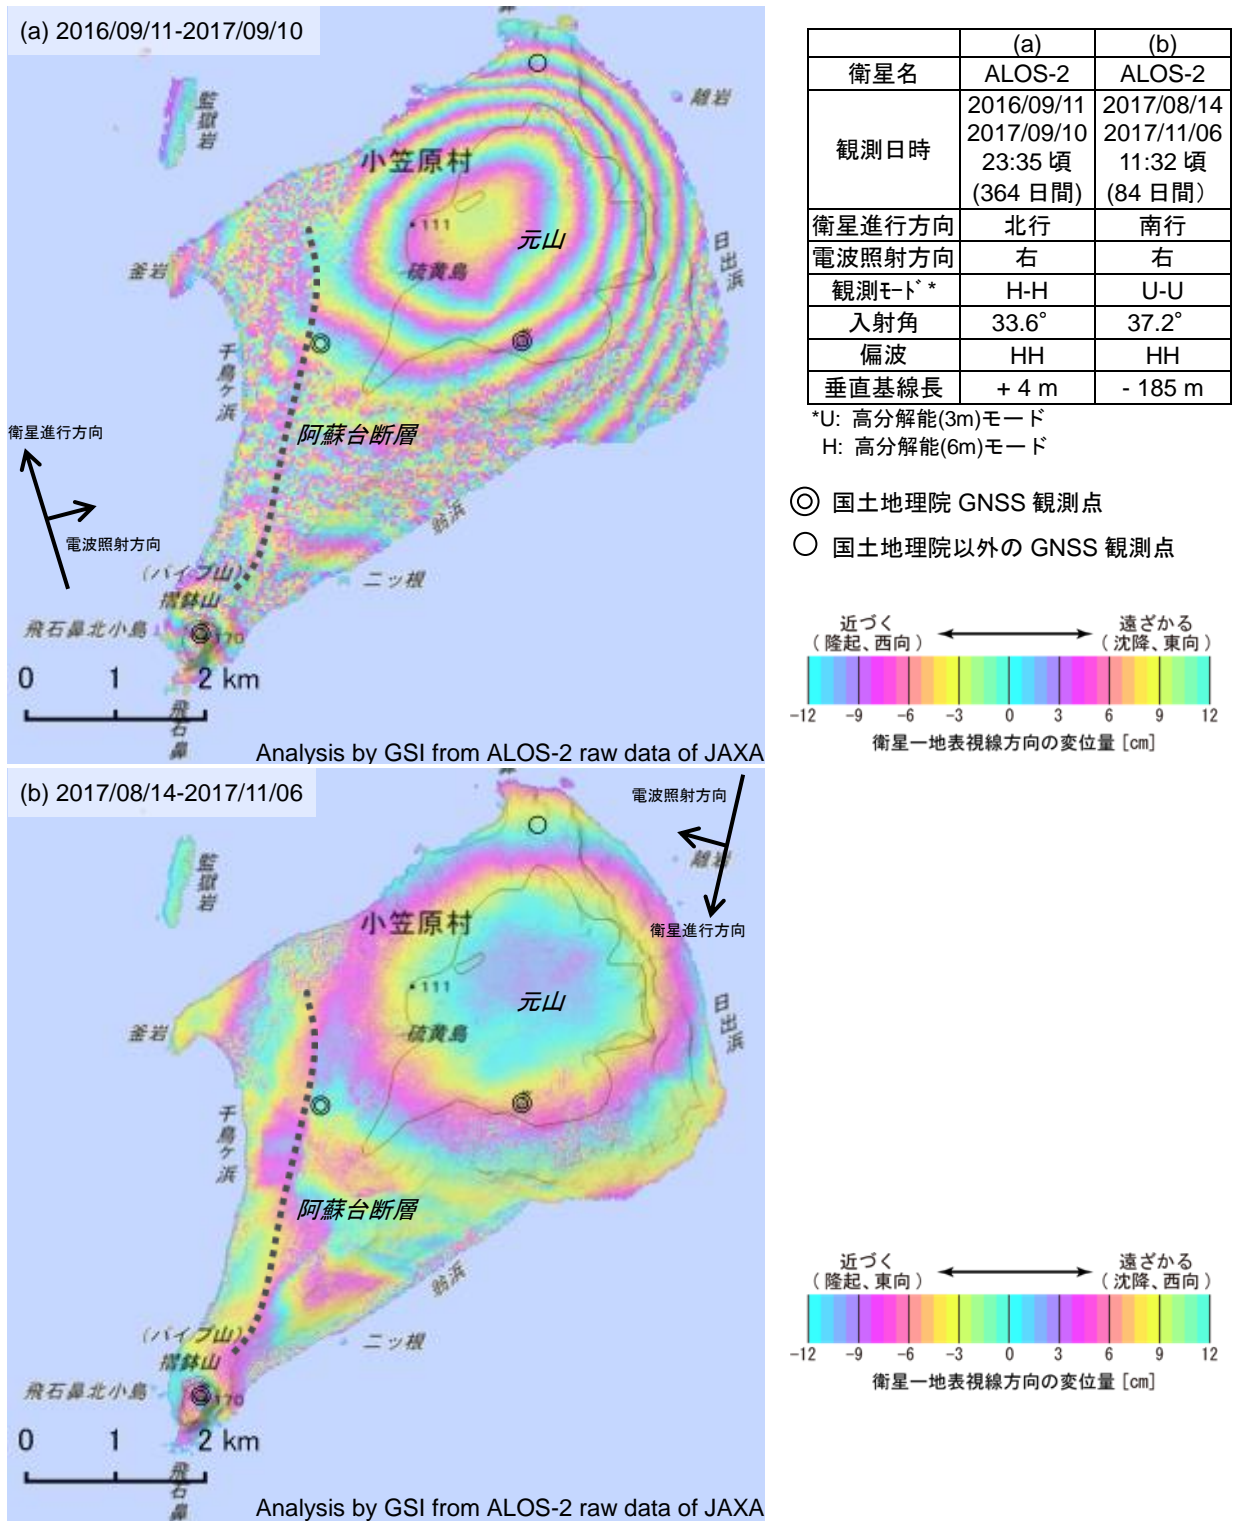 (a) 2016/09/11-2017/09/10
監獄岩
離岩
小笠原村
111
元山
硫黄島
釜岩
日出浜
千鳥ヶ浜
阿蘇台断層
衛星進行方向
電波照射方向
翁浜
(パイプ山)
摺鉢山
二ッ根
飛石鼻北小島
170
0 1 2 km
飛石鼻
Analysis by GSI from ALOS-2 raw data of JAXA
(a) (b)
衛星名 ALOS-2 ALOS-2
観測日時 2016/09/11 2017/08/14
2017/09/10 2017/11/06
23:35 頃 11:32 頃
(364 日間) (84 日間)
衛星進行方向 北行 南行
電波照射方向 右 右
観測ﾓｰﾄﾞ* H-H U-U
入射角 33.6° 37.2°
偏波 HH HH
垂直基線長 + 4 m - 185 m
*U: 高分解能(3m)モード
H: 高分解能(6m)モード
国土地理院 GNSS 観測点
国土地理院以外の GNSS 観測点
近づく 遠ざかる
(隆起、西向) (沈降、東向)
-12 -9 -6 -3 0 3 6 9 12
衛星―地表視線方向の変位量 [cm]
(b) 2017/08/14-2017/11/06
電波照射方向
監獄岩
離岩
小笠原村
衛星進行方向
111
元山
硫黄島
釜岩
日出浜
千鳥ヶ浜
阿蘇台断層
翁浜
(パイプ山)
摺鉢山
二ッ根
飛石鼻北小島
170
0 1 2 km
飛石鼻
Analysis by GSI from ALOS-2 raw data of JAXA
近づく 遠ざかる
(隆起、東向) (沈降、西向)
-12 -9 -6 -3 0 3 6 9 12
衛星―地表視線方向の変位量 [cm]